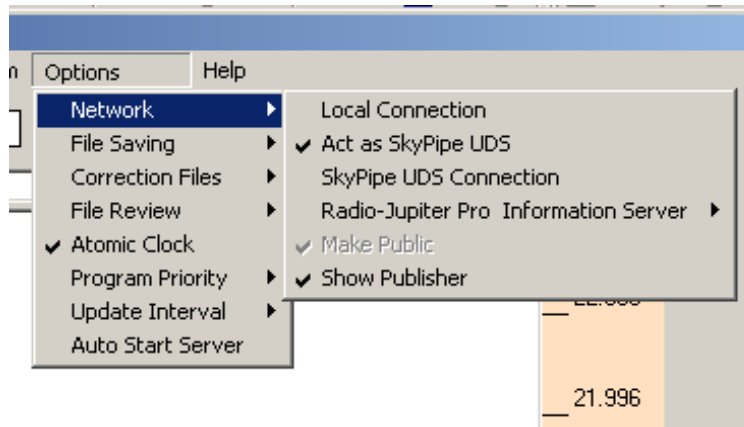 Options Help
Network
File Saving
Correction Files
File Review
Atomic Clock
Program Priority
Update Interval
Auto Start Server
Local Connection
Act as SkyPipe UDS
SkyPipe UDS Connection
Radio-Jupiter Pro Information Server
Make Public
Show Publisher
21.996